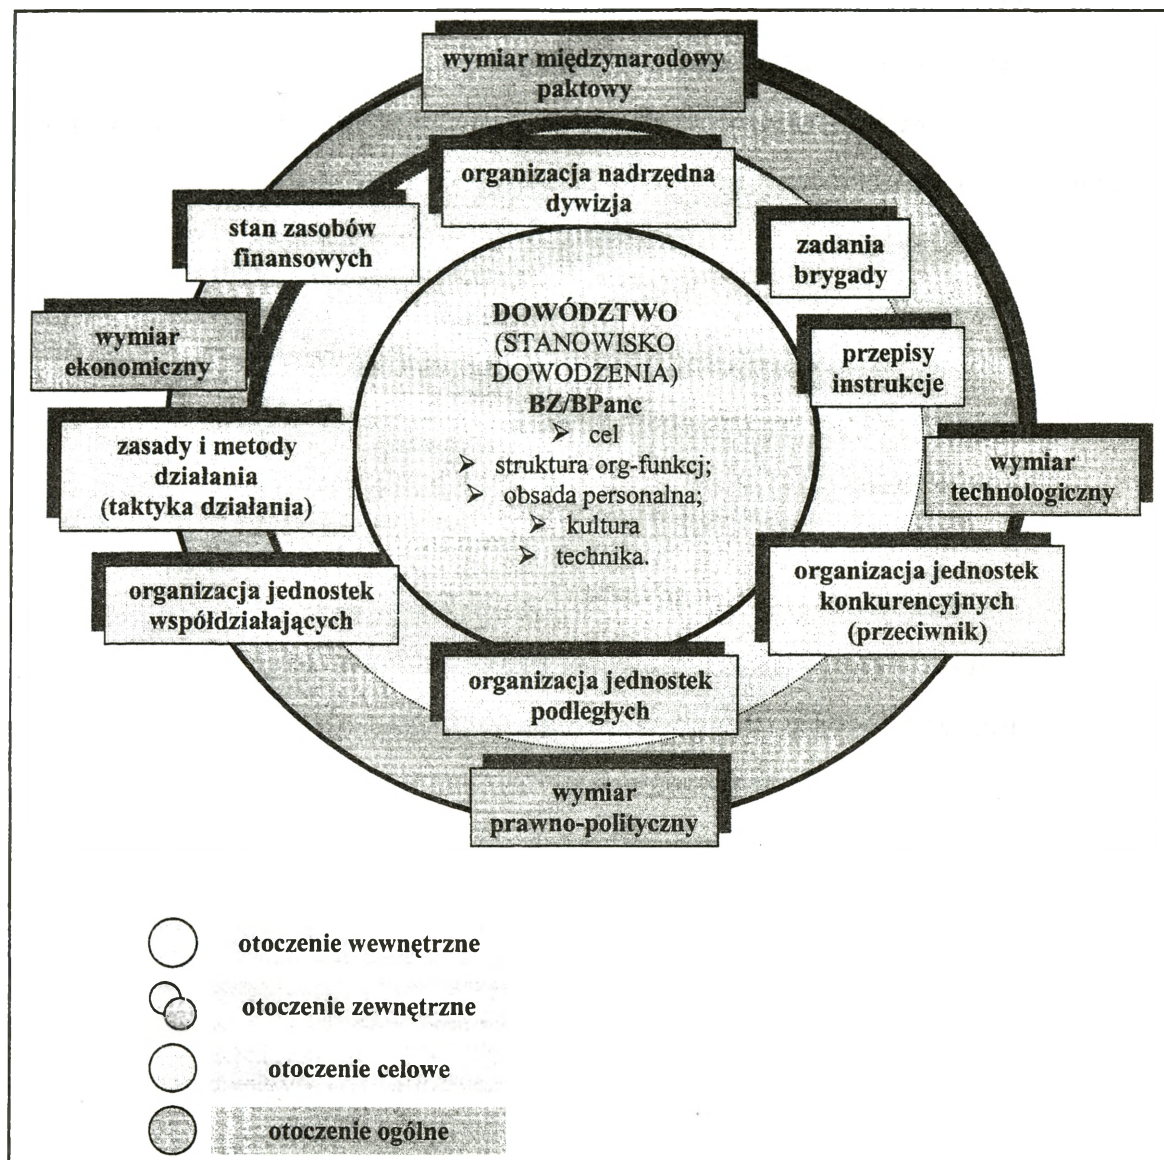 wymiar międzynarodowy
paktowy
organizacja nadrzędna
dywizja
stan zasobów
finansowych
zadania
brygady
wymiar
ekonomiczny
DOWÓDZTWO
(STANOWISKO
DOWODZENIA)
BZ/BPanc
➢ cel
➢ struktura org-funkcj;
➢ obsada personalna;
➢ kultura
➢ technika.
przepisy
instrukcje
zasady i metody
działania
(taktyka działania)
wymiar
technologiczny
organizacja jednostek
współdziałających
organizacja jednostek
konkurencyjnych
(przeciwnik)
organizacja jednostek
podległych
wymiar
prawno-polityczny
otoczenie wewnętrzne
otoczenie zewnętrzne
otoczenie celowe
otoczenie ogólne